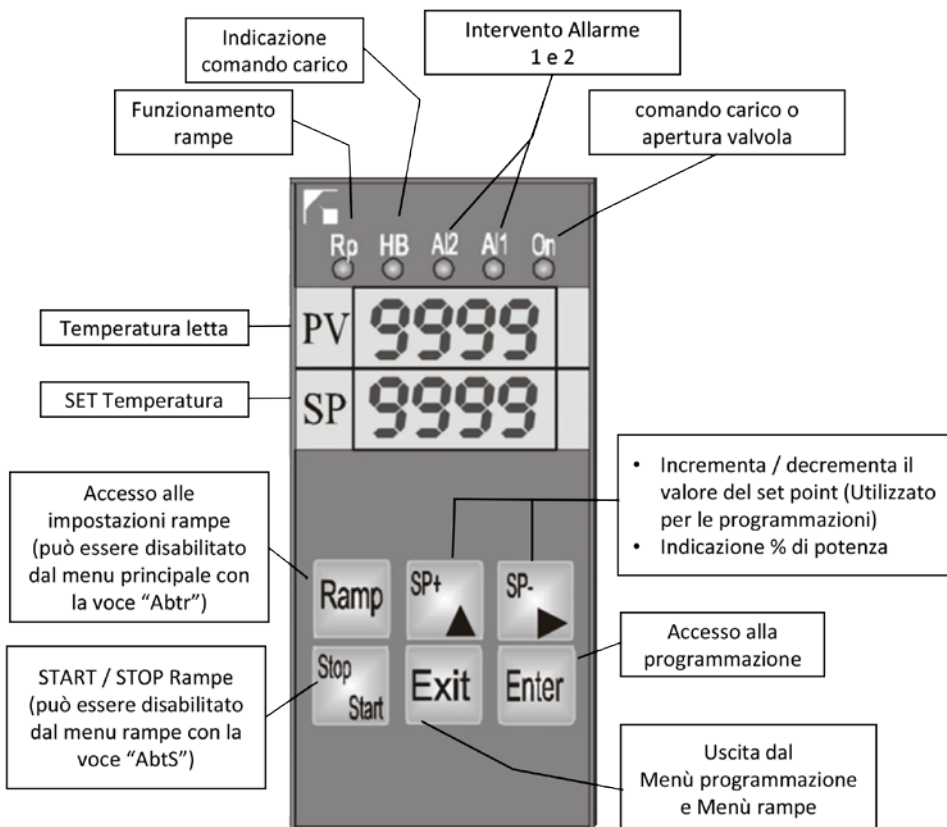 Indicazione
comando carico
Intervento Allarme
1 e 2
Funzionamento
rampe
comando carico o
apertura valvola
Rp HB Al2 Al1 On
Temperatura letta
PV 9999
SET Temperatura
SP 9999
• Incrementa / decrementa il
valore del set point (Utilizzato
per le programmazioni)
• Indicazione % di potenza
Accesso alle
impostazioni rampe
(può essere disabilitato
dal menu principale con
la voce “Abtr”)
Ramp
SP+
SP-
Accesso alla
programmazione
START / STOP Rampe
(può essere disabilitato
dal menu rampe con la
voce “AbtS”)
Stop
Start
Exit
Enter
Uscita dal
Menù programmazione
e Menù rampe